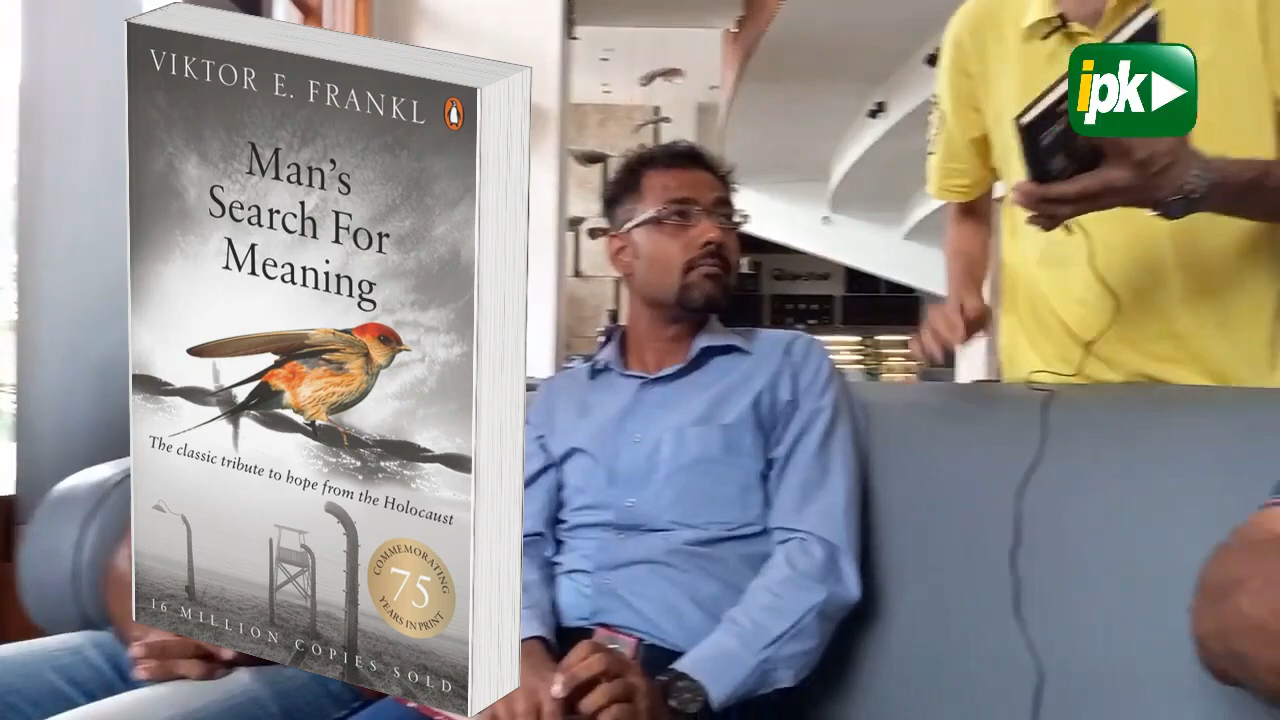 VIKTOR E. FRANKL
Man's
Search For
Meaning
The classic tribute to hope from the Holocaust
COMMEMORATING
75
YEARS IN PRINT
16 MILLION COPIES SOLD
ipk